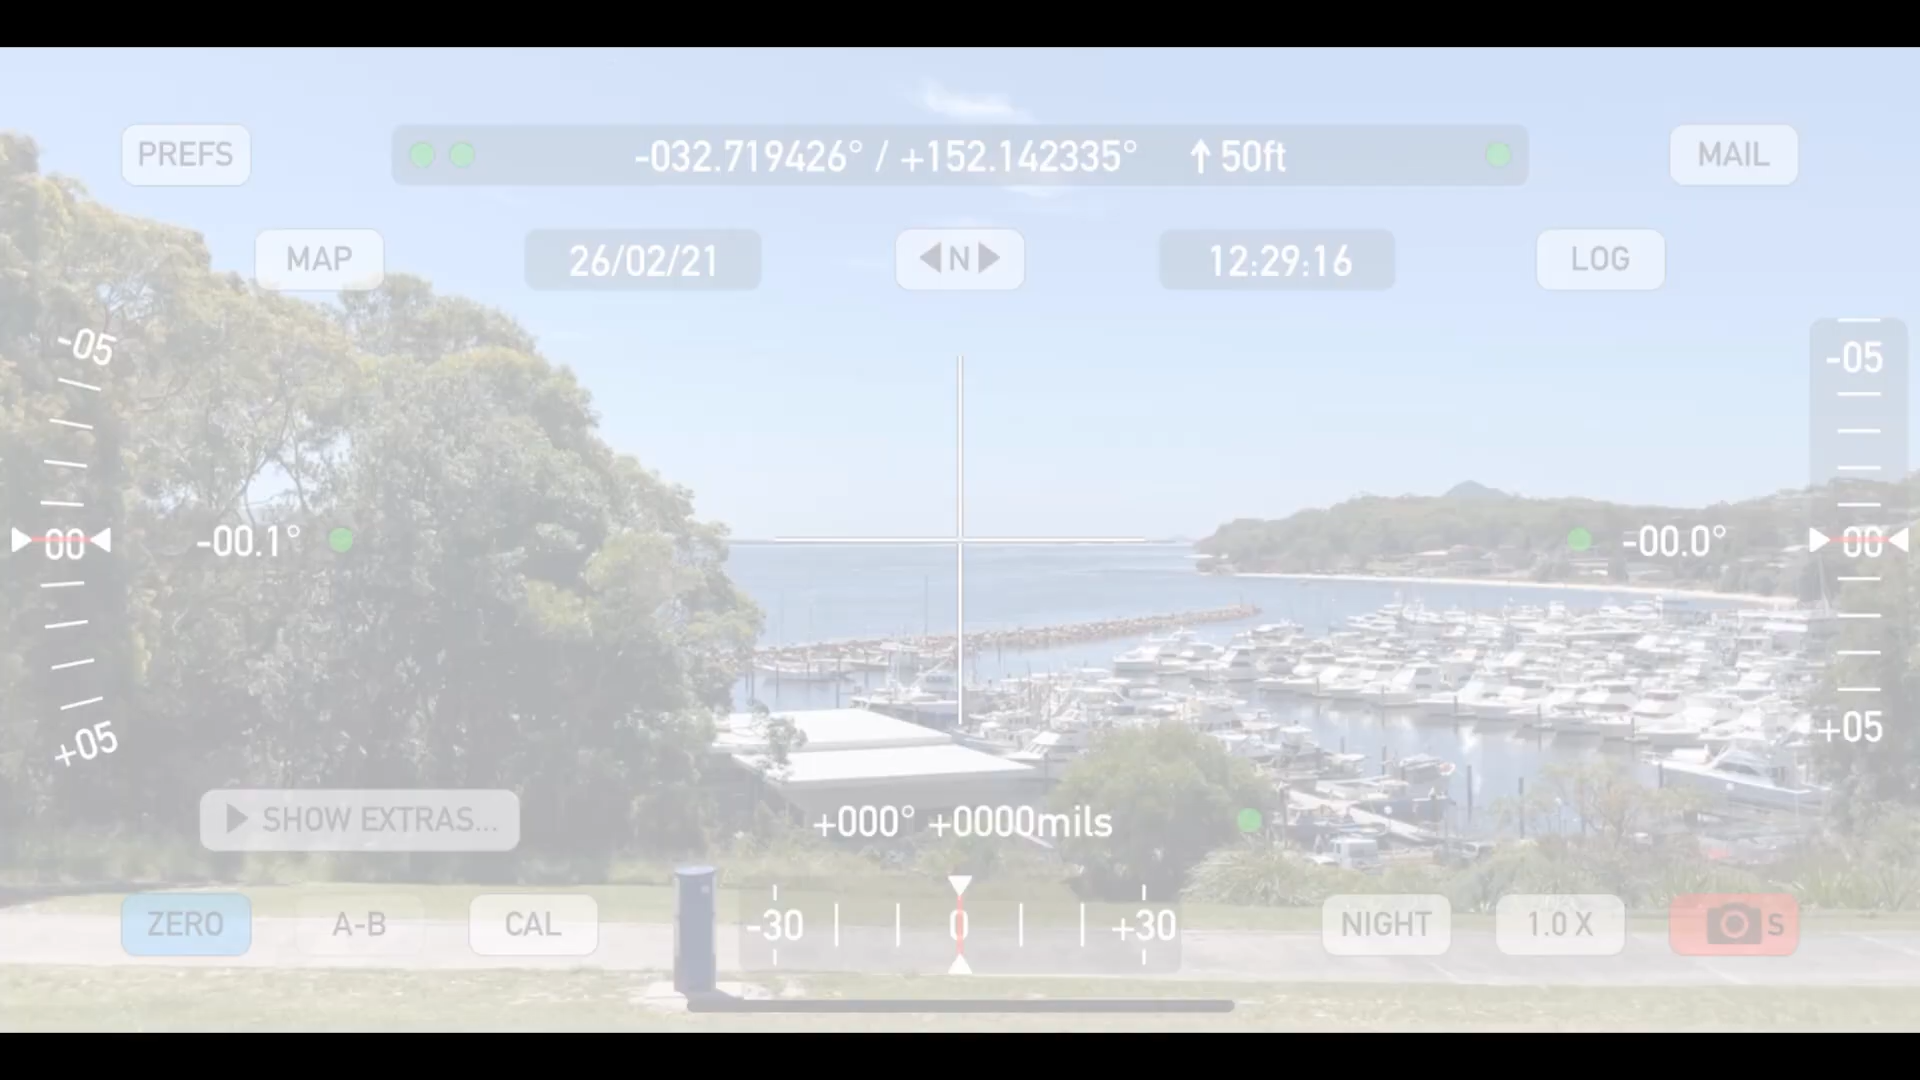 PREFS
-032.719426° / +152.142335° ↑ 50ft
MAIL
MAP
26/02/21
◀N▶
12:29:16
LOG
-05
-05
00
-00.1°
-00.0°
00
+05
+05
▶ SHOW EXTRAS...
+000° +0000mils
ZERO
A-B
CAL
-30
0
+30
NIGHT
1.0 X
S